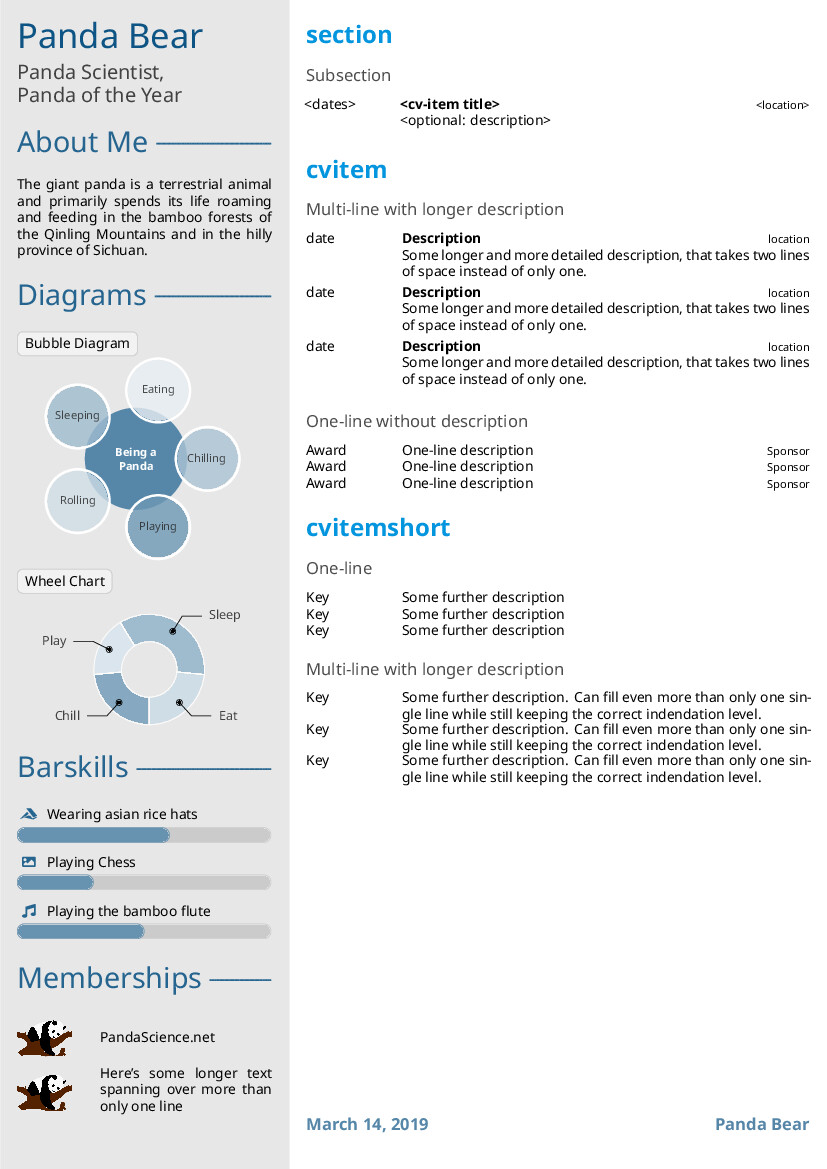 Panda Bear
Panda Scientist,
Panda of the Year
About Me
The giant panda is a terrestrial animal
and primarily spends its life roaming
and feeding in the bamboo forests of
the Qinling Mountains and in the hilly
province of Sichuan.
Diagrams
Bubble Diagram
Eating
Sleeping
Being a
Panda
Chilling
Rolling
Playing
Wheel Chart
Sleep
Play
Chill
Eat
Barskills
Wearing asian rice hats
Playing Chess
Playing the bamboo flute
Memberships
PandaScience.net
Here's some longer text
spanning over more than
only one line
section
Subsection
<dates> <cv-item title> <location>
<optional: description>
cvitem
Multi-line with longer description
date Description location
Some longer and more detailed description, that takes two lines
of space instead of only one.
date Description location
Some longer and more detailed description, that takes two lines
of space instead of only one.
date Description location
Some longer and more detailed description, that takes two lines
of space instead of only one.
One-line without description
Award One-line description Sponsor
Award One-line description Sponsor
Award One-line description Sponsor
cvitemshort
One-line
Key Some further description
Key Some further description
Key Some further description
Multi-line with longer description
Key Some further description. Can fill even more than only one sin-
gle line while still keeping the correct indendation level.
Key Some further description. Can fill even more than only one sin-
gle line while still keeping the correct indendation level.
Key Some further description. Can fill even more than only one sin-
gle line while still keeping the correct indendation level.
March 14, 2019 Panda Bear